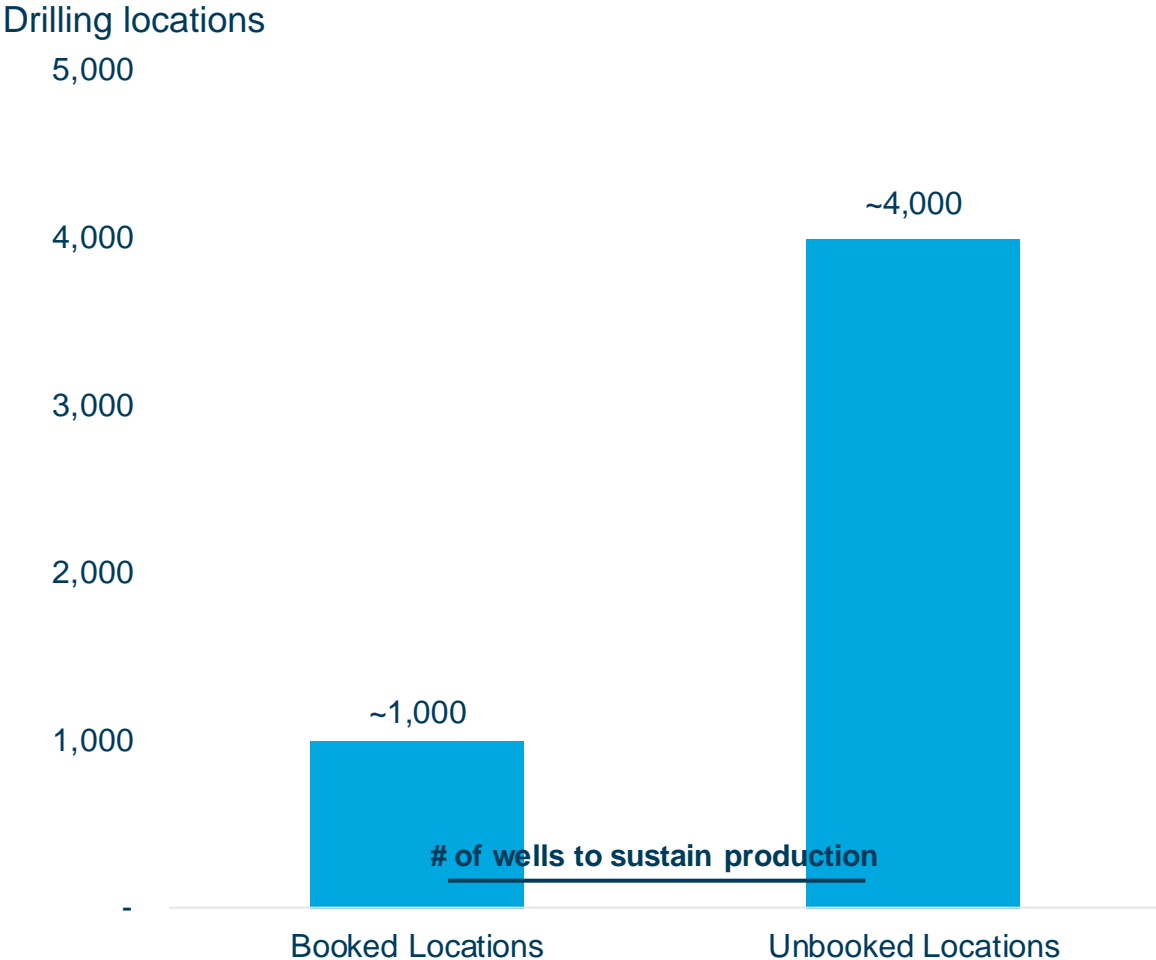 Drilling locations
5,000
4,000
3,000
2,000
1,000
-
~1,000
~4,000
# of wells to sustain production
Booked Locations
Unbooked Locations